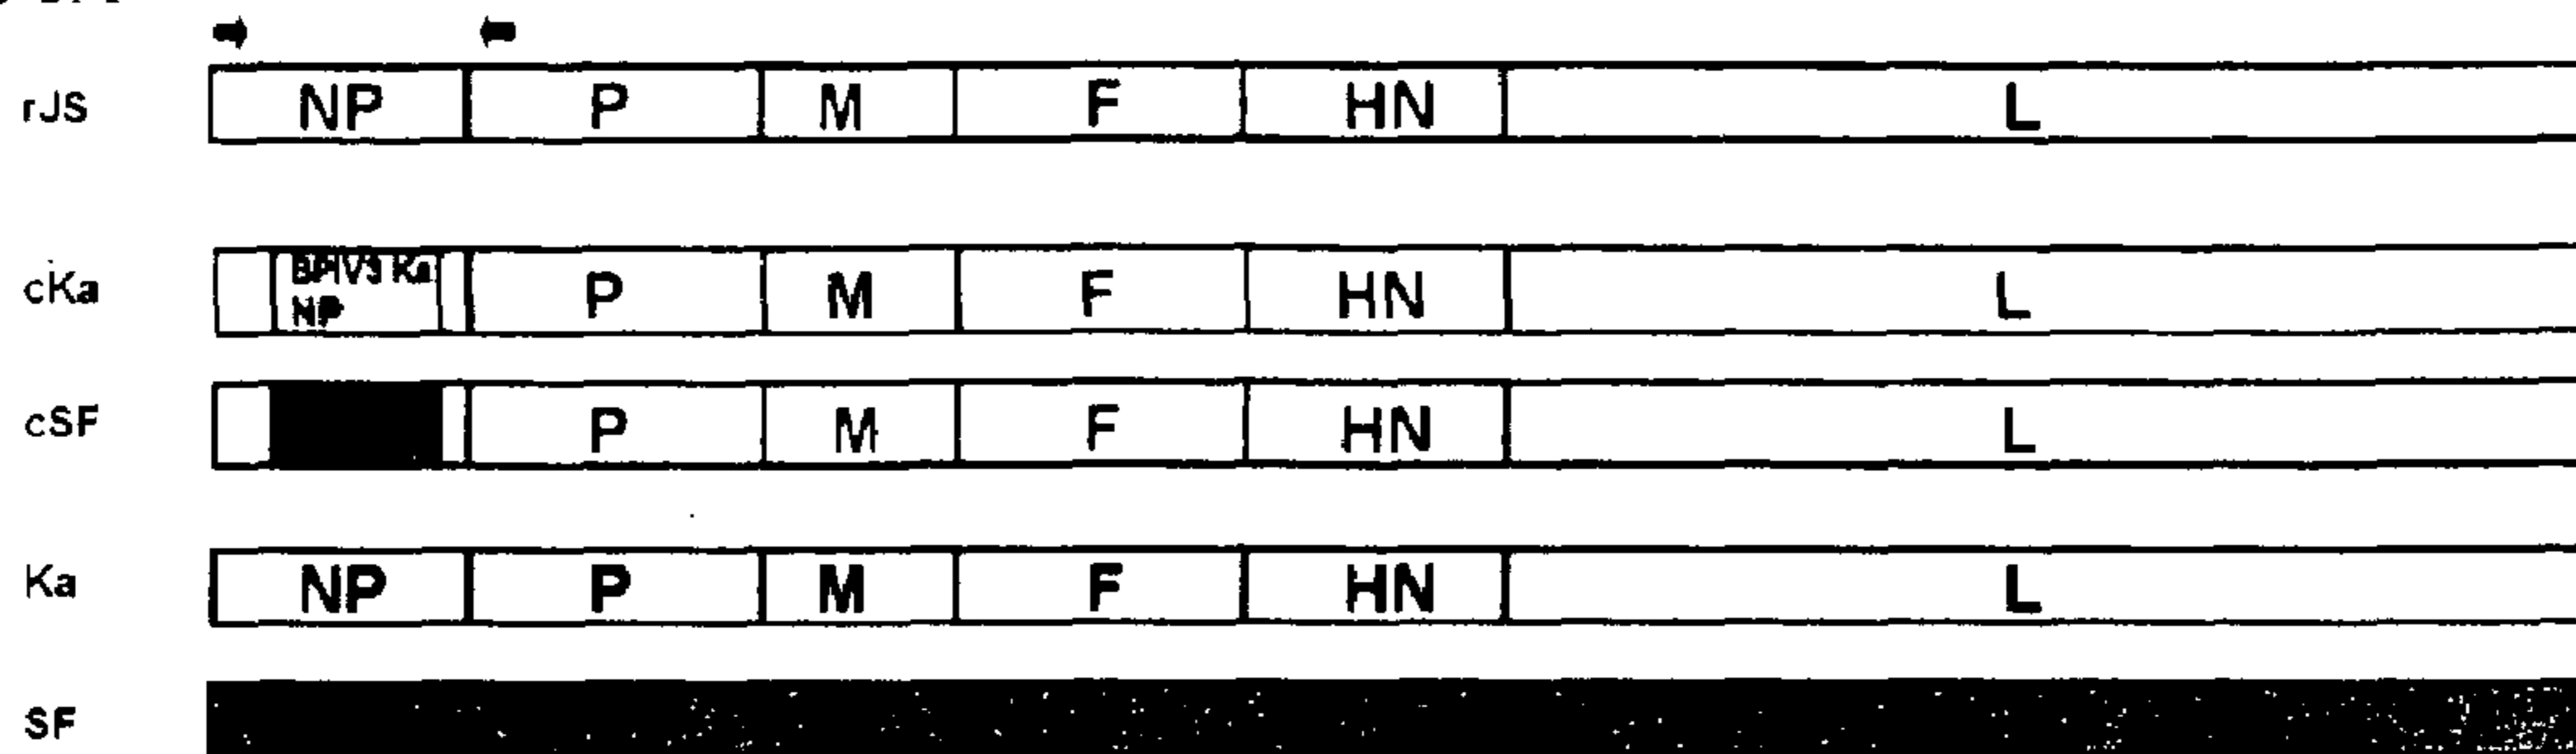 rJS NP P M F HN L
cKa BPIV3 Ka NP P M F HN L
cSF P M F HN L
Ka NP P M F HN L
SF